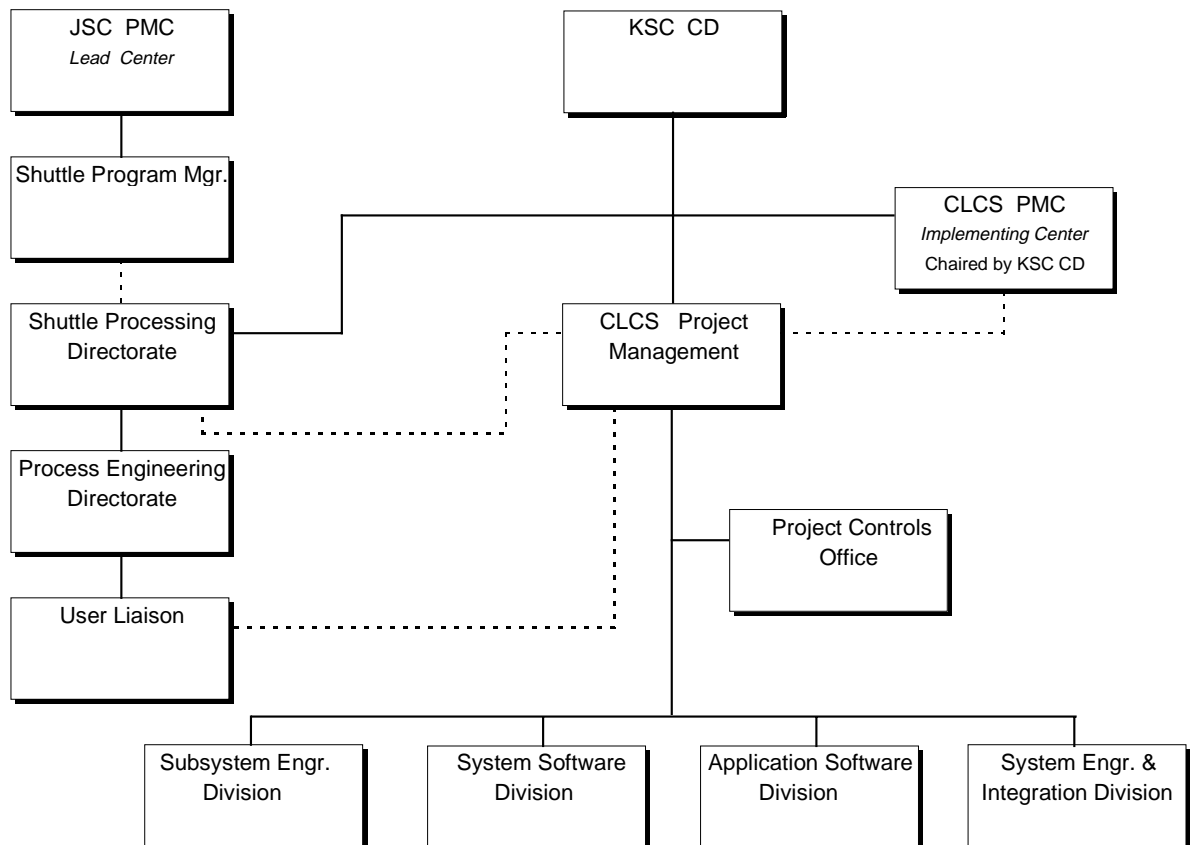 JSC PMC
Lead Center
KSC CD
Shuttle Program Mgr.
CLCS PMC
Implementing Center
Chaired by KSC CD
Shuttle Processing
Directorate
CLCS Project
Management
Process Engineering
Directorate
Project Controls
Office
User Liaison
Subsystem Engr.
Division
System Software
Division
Application Software
Division
System Engr. &
Integration Division